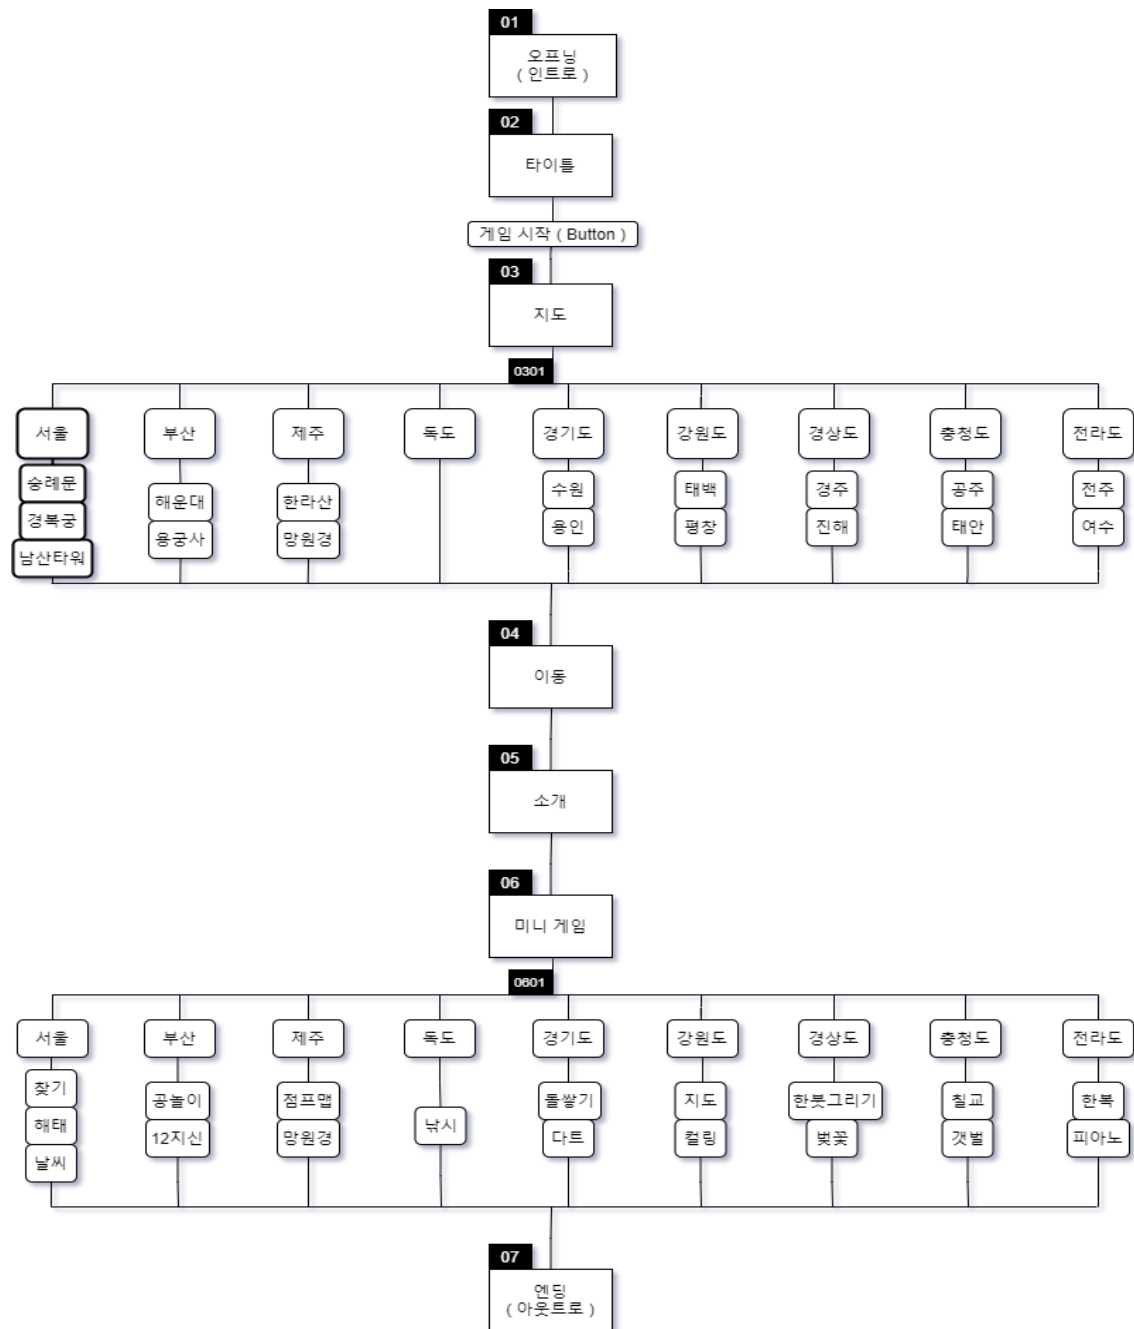 01
오프닝
( 인트로 )
02
타이틀
게임 시작 ( Button )
03
지도
0301
서울 부산 제주 독도 경기도 강원도 경상도 충청도 전라도
숭례문 해운대 한라산 수원 태백 경주 공주 전주
경복궁 용궁사 망원경 용인 평창 진해 태안 여수
남산타워
04
이동
05
소개
06
미니 게임
0601
서울 부산 제주 독도 경기도 강원도 경상도 충청도 전라도
찾기 공놀이 점프맵 낚시 돌쌓기 지도 한붓그리기 칠교 한복
해태 12지신 망원경 다트 컬링 벚꽃 갯벌 피아노
날씨
07
엔딩
( 아웃트로 )